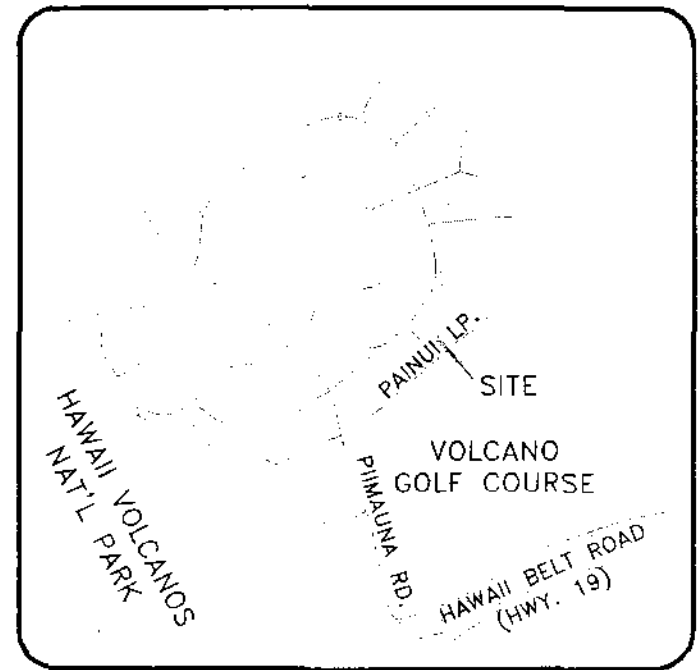 PAINUI LP.
SITE
VOLCANO
GOLF COURSE
HAWAII VOLCANOS
NAT'L PARK
PIIMAUNA RD.
HAWAII BELT ROAD
(HWY. 19)